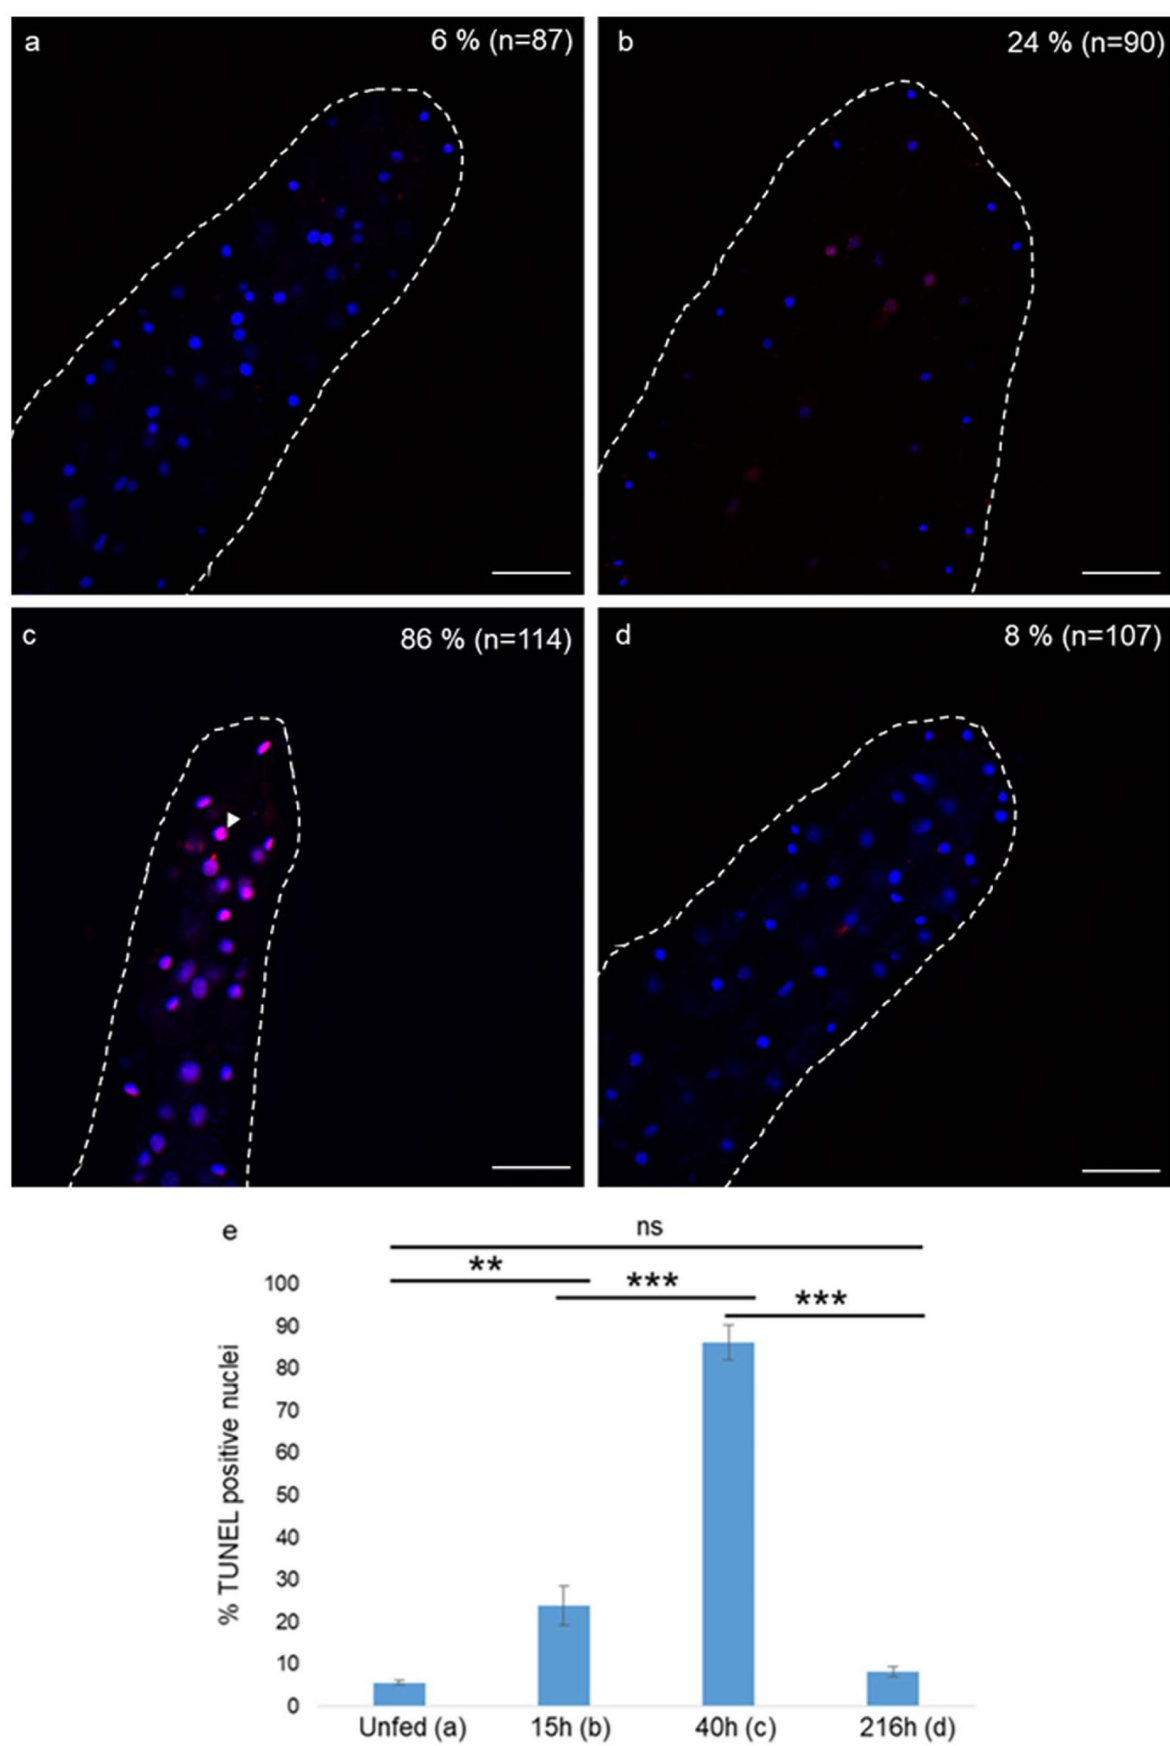 a
6 % (n=87)
b
24 % (n=90)
c
86 % (n=114)
d
8 % (n=107)
e
ns
**
***
***
% TUNEL positive nuclei
100
90
80
70
60
50
40
30
20
10
0
Unfed (a)
15h (b)
40h (c)
216h (d)